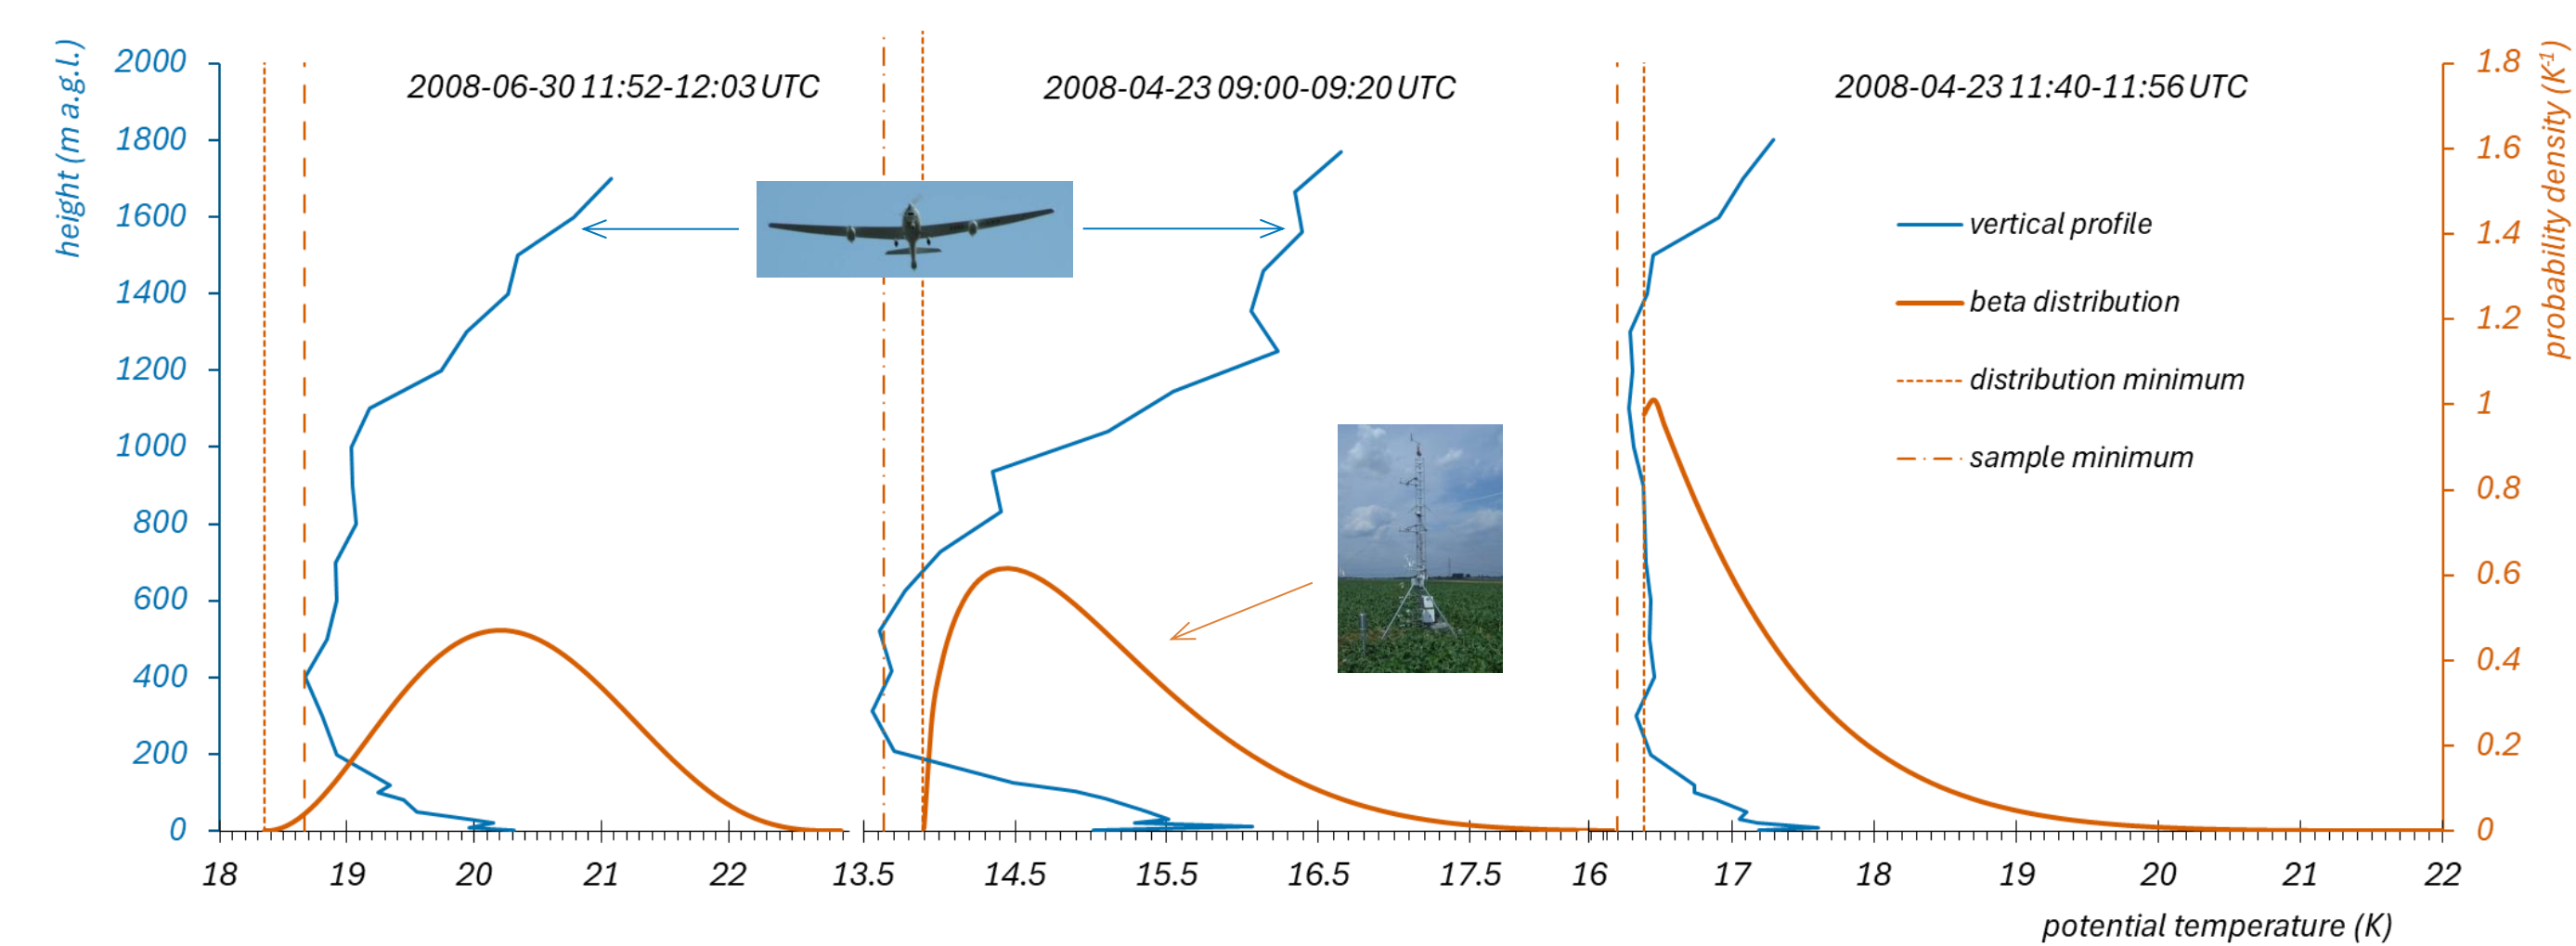 height (m a.g.l.)
2000
1800
1600
1400
1200
1000
800
600
400
200
0
2008-06-30 11:52-12:03 UTC
2008-04-23 09:00-09:20 UTC
2008-04-23 11:40-11:56 UTC
vertical profile
beta distribution
distribution minimum
sample minimum
probability density (K-1)
1.8
1.6
1.4
1.2
1
0.8
0.6
0.4
0.2
0
18 19 20 21 22 13.5 14.5 15.5 16.5 17.5 16 17 18 19 20 21 22
potential temperature (K)